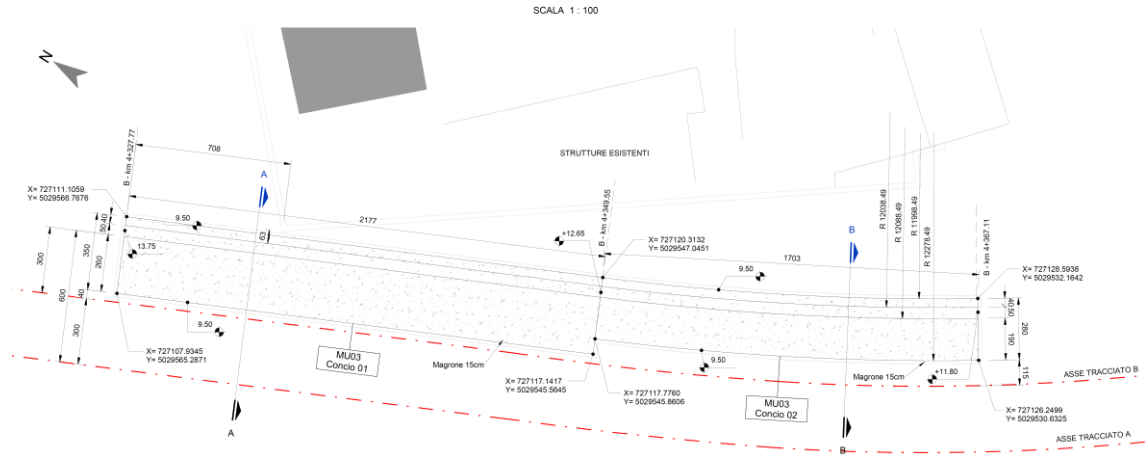 SCALA 1 : 100
N
STRUTTURE ESISTENTI
B - km 4+327.77
708
A
2177
X= 727111.1059
Y= 5029566.7676
9.50
63
13.75
40
50
350
260
300
600
40
300
9.50
X= 727107.9345
Y= 5029565.2871
MU03
Concio 01
Magrone 15cm
A
+12.65
B - km 4+349.55
X= 727120.3132
Y= 5029547.0451
1703
9.50
B
R 12038.49
R 12088.49
R 11998.49
R 12278.49
B - km 4+367.11
X= 727128.5938
Y= 5029532.1642
40
50
280
190
115
X= 727117.1417
Y= 5029545.5645
X= 727117.7760
Y= 5029545.8606
9.50
MU03
Concio 02
Magrone 15cm
+11.80
B
X= 727126.2499
Y= 5029530.6325
ASSE TRACCIATO B
ASSE TRACCIATO A